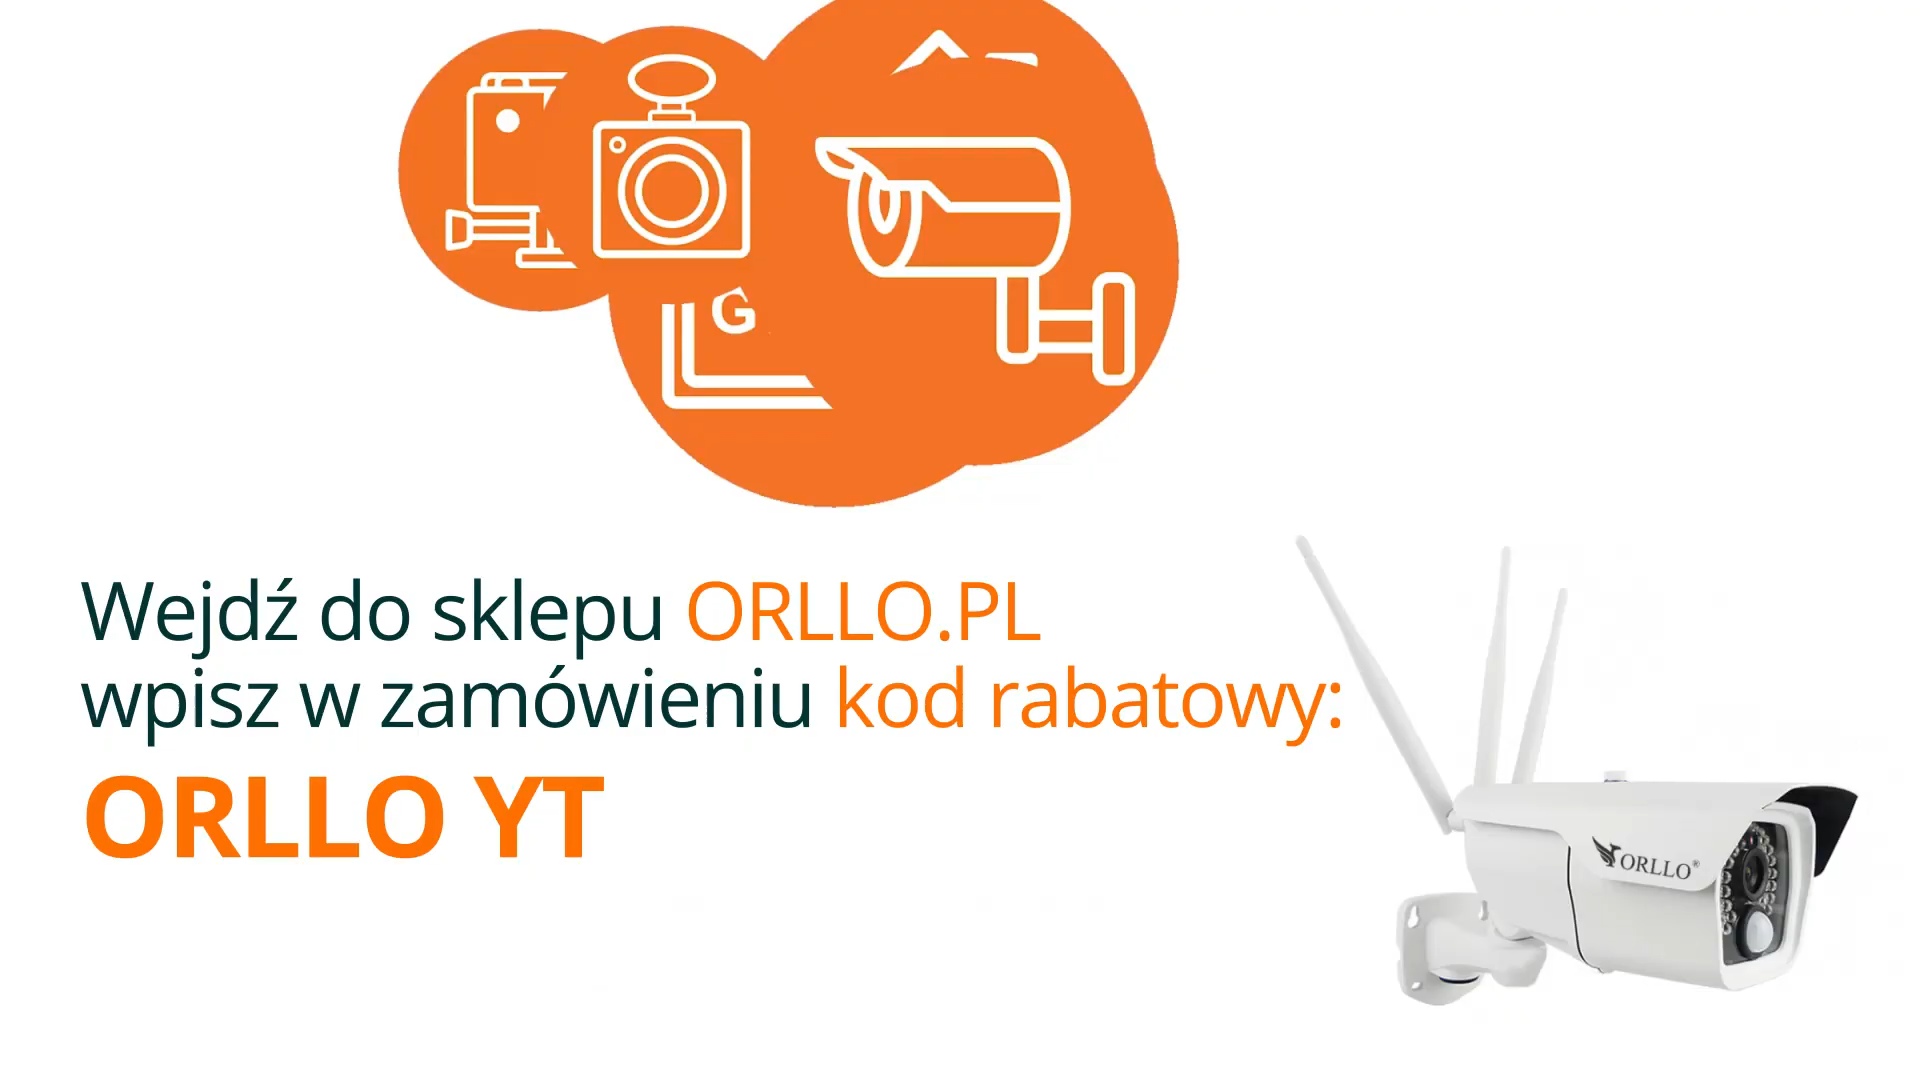 G
Wejdź do sklepu ORLLO.PL
wpisz w zamówieniu kod rabatowy:
ORLLO YT
ORLLO®